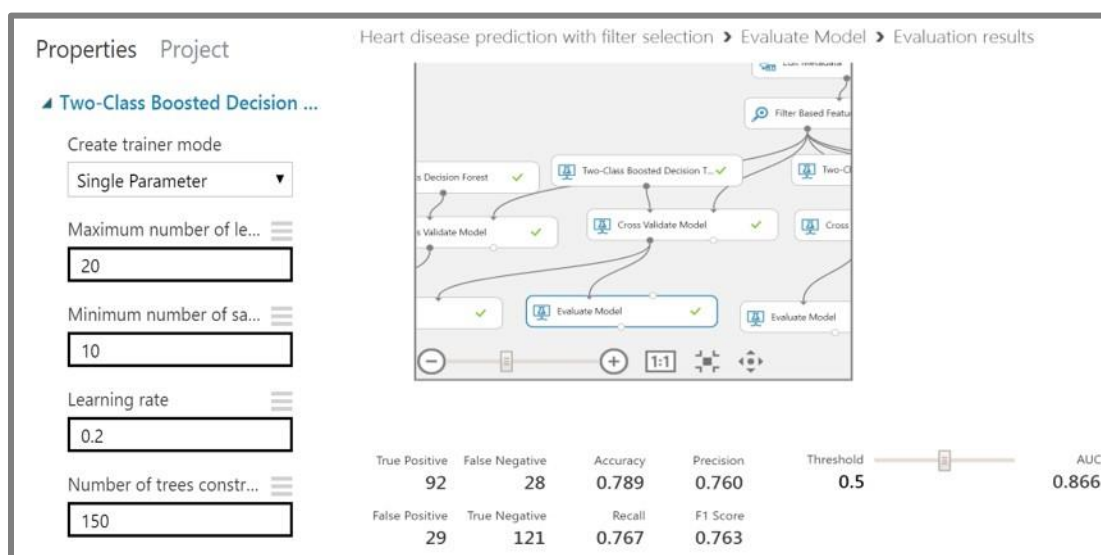 Properties Project
Two-Class Boosted Decision ...
Create trainer mode
Single Parameter
Maximum number of le...
20
Minimum number of sa...
10
Learning rate
0.2
Number of trees constr...
150
Heart disease prediction with filter selection > Evaluate Model > Evaluation results
Edit Metadata
Filter Based Featu
s Decision Forest
Two-Class Boosted Decision T...
Two-Cl
s Validate Model
Cross Validate Model
Cross
Evaluate Model
Evaluate Model
1:1
True Positive False Negative Accuracy Precision Threshold AUC
92 28 0.789 0.760 0.5 0.866
False Positive True Negative Recall F1 Score
29 121 0.767 0.763